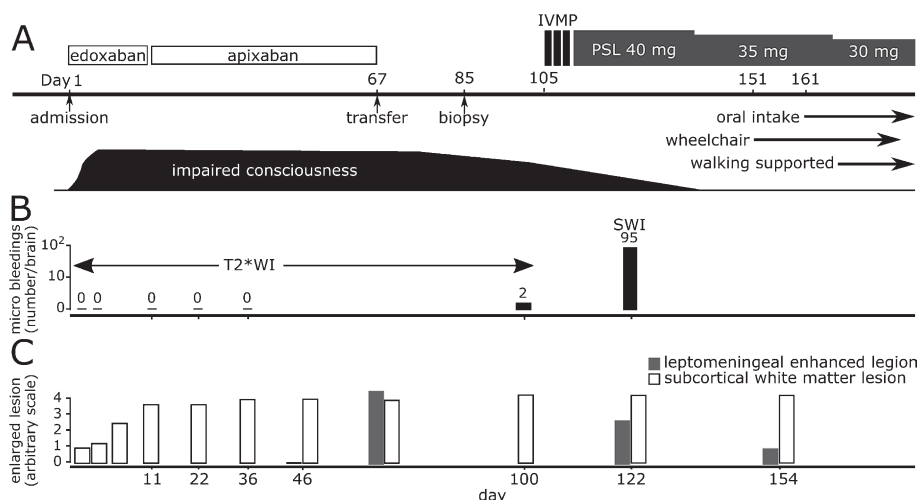 A
IVMP
edoxaban
apixaban
PSL 40 mg
35 mg
30 mg
Day 1
67
85
105
151
161
admission
transfer
biopsy
oral intake
wheelchair
walking supported
impaired consciousness
B
micro bleedings
(number/brain)
10²
10
0
T2*WI
0
0
0
0
0
2
SWI
95
C
leptomeningeal enhanced legion
subcortical white matter lesion
enlarged lesion
(arbitrary scale)
4
3
2
1
0
11
22
36
46
100
122
154
day